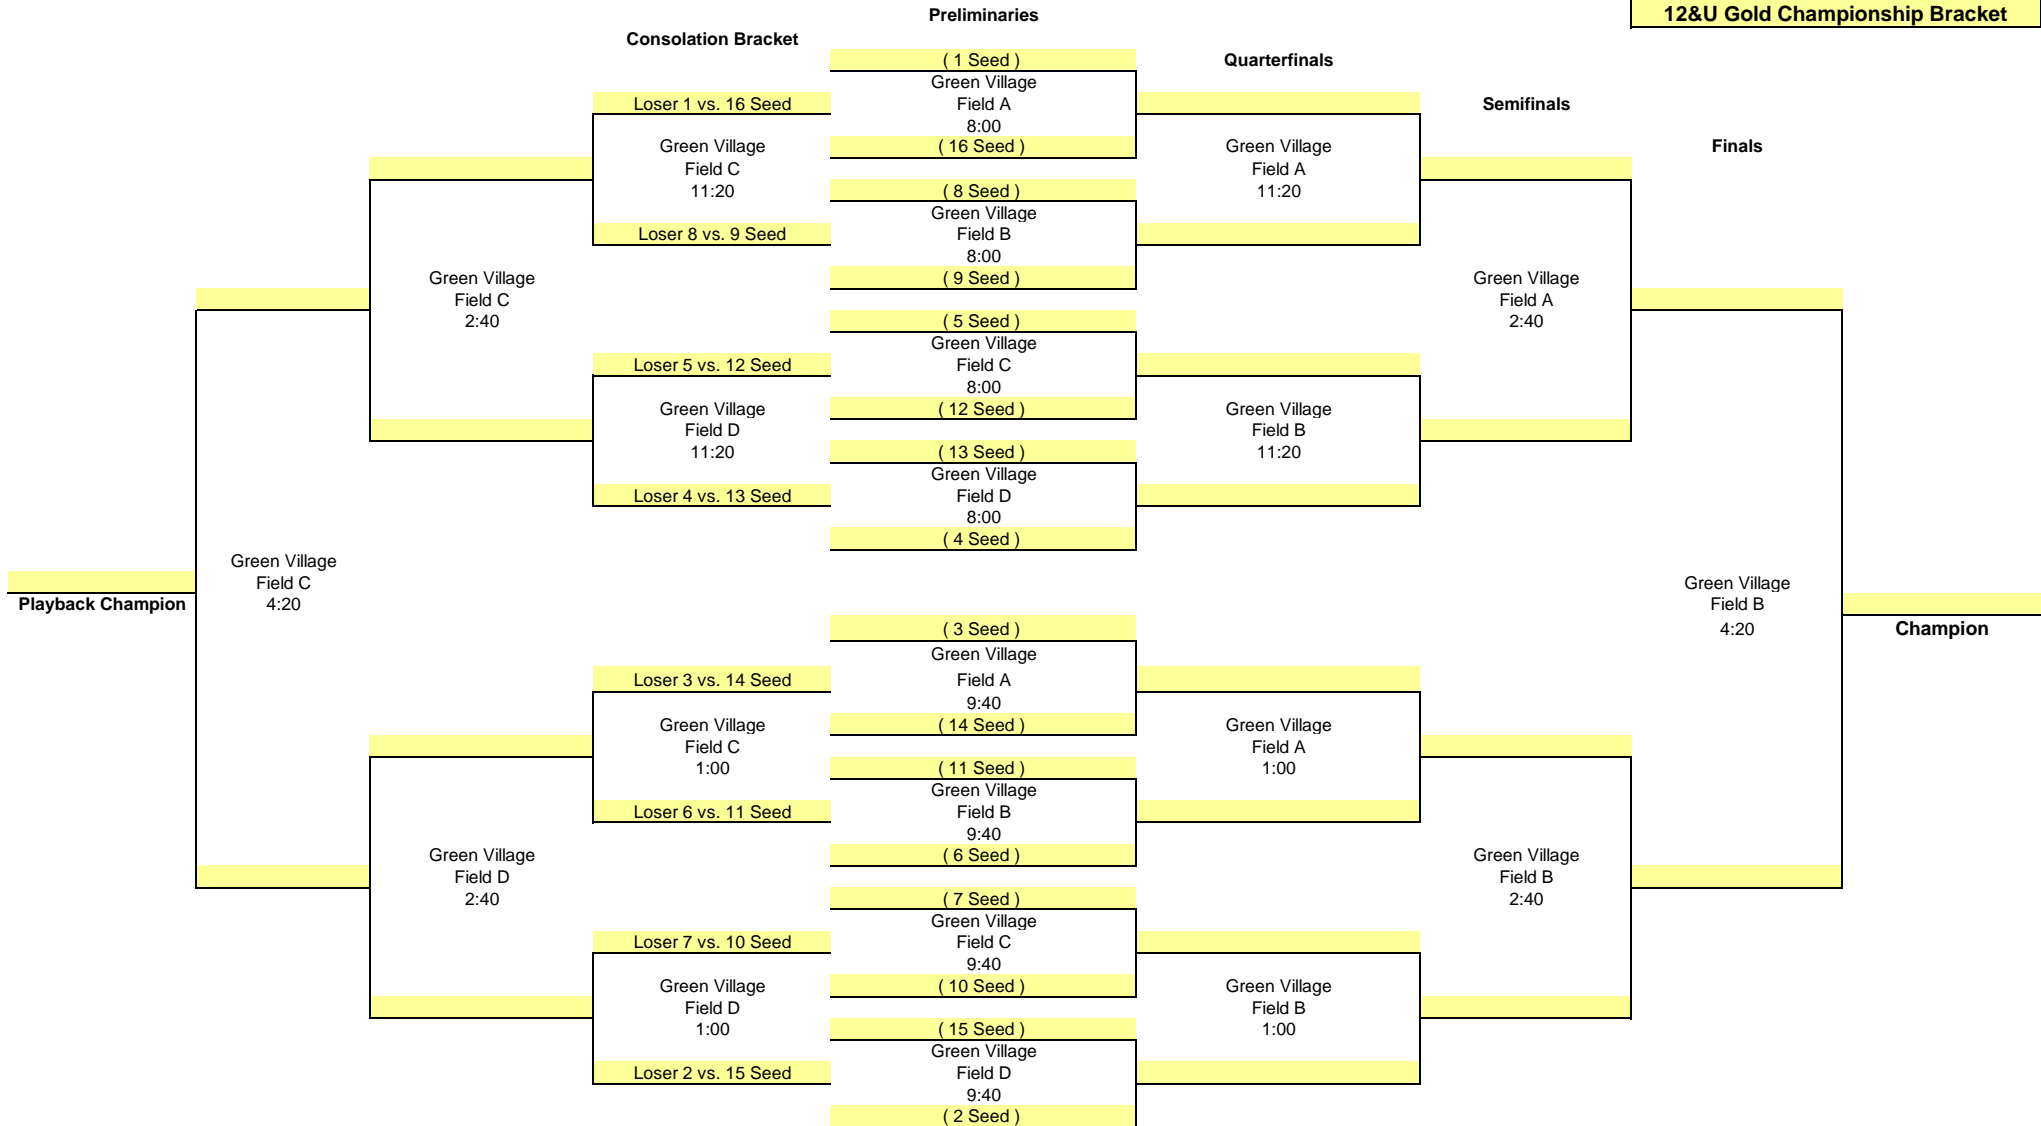 Preliminaries
12&U Gold Championship Bracket
Consolation Bracket
( 1 Seed )
Quarterfinals
Green Village
Loser 1 vs. 16 Seed
Field A
Semifinals
8:00
Green Village
( 16 Seed )
Green Village
Finals
Field C
Field A
11:20
( 8 Seed )
11:20
Green Village
Loser 8 vs. 9 Seed
Field B
8:00
Green Village
( 9 Seed )
Green Village
Field C
Field A
2:40
( 5 Seed )
2:40
Green Village
Loser 5 vs. 12 Seed
Field C
8:00
Green Village
( 12 Seed )
Green Village
Field D
Field B
11:20
( 13 Seed )
11:20
Green Village
Loser 4 vs. 13 Seed
Field D
8:00
( 4 Seed )
Green Village
Field C
Green Village
Playback Champion
4:20
Field B
( 3 Seed )
4:20
Champion
Green Village
Loser 3 vs. 14 Seed
Field A
9:40
Green Village
( 14 Seed )
Green Village
Field C
Field A
1:00
( 11 Seed )
1:00
Green Village
Loser 6 vs. 11 Seed
Field B
9:40
Green Village
( 6 Seed )
Green Village
Field D
Field B
2:40
( 7 Seed )
2:40
Green Village
Loser 7 vs. 10 Seed
Field C
9:40
Green Village
( 10 Seed )
Green Village
Field D
Field B
1:00
( 15 Seed )
1:00
Green Village
Loser 2 vs. 15 Seed
Field D
9:40
( 2 Seed )